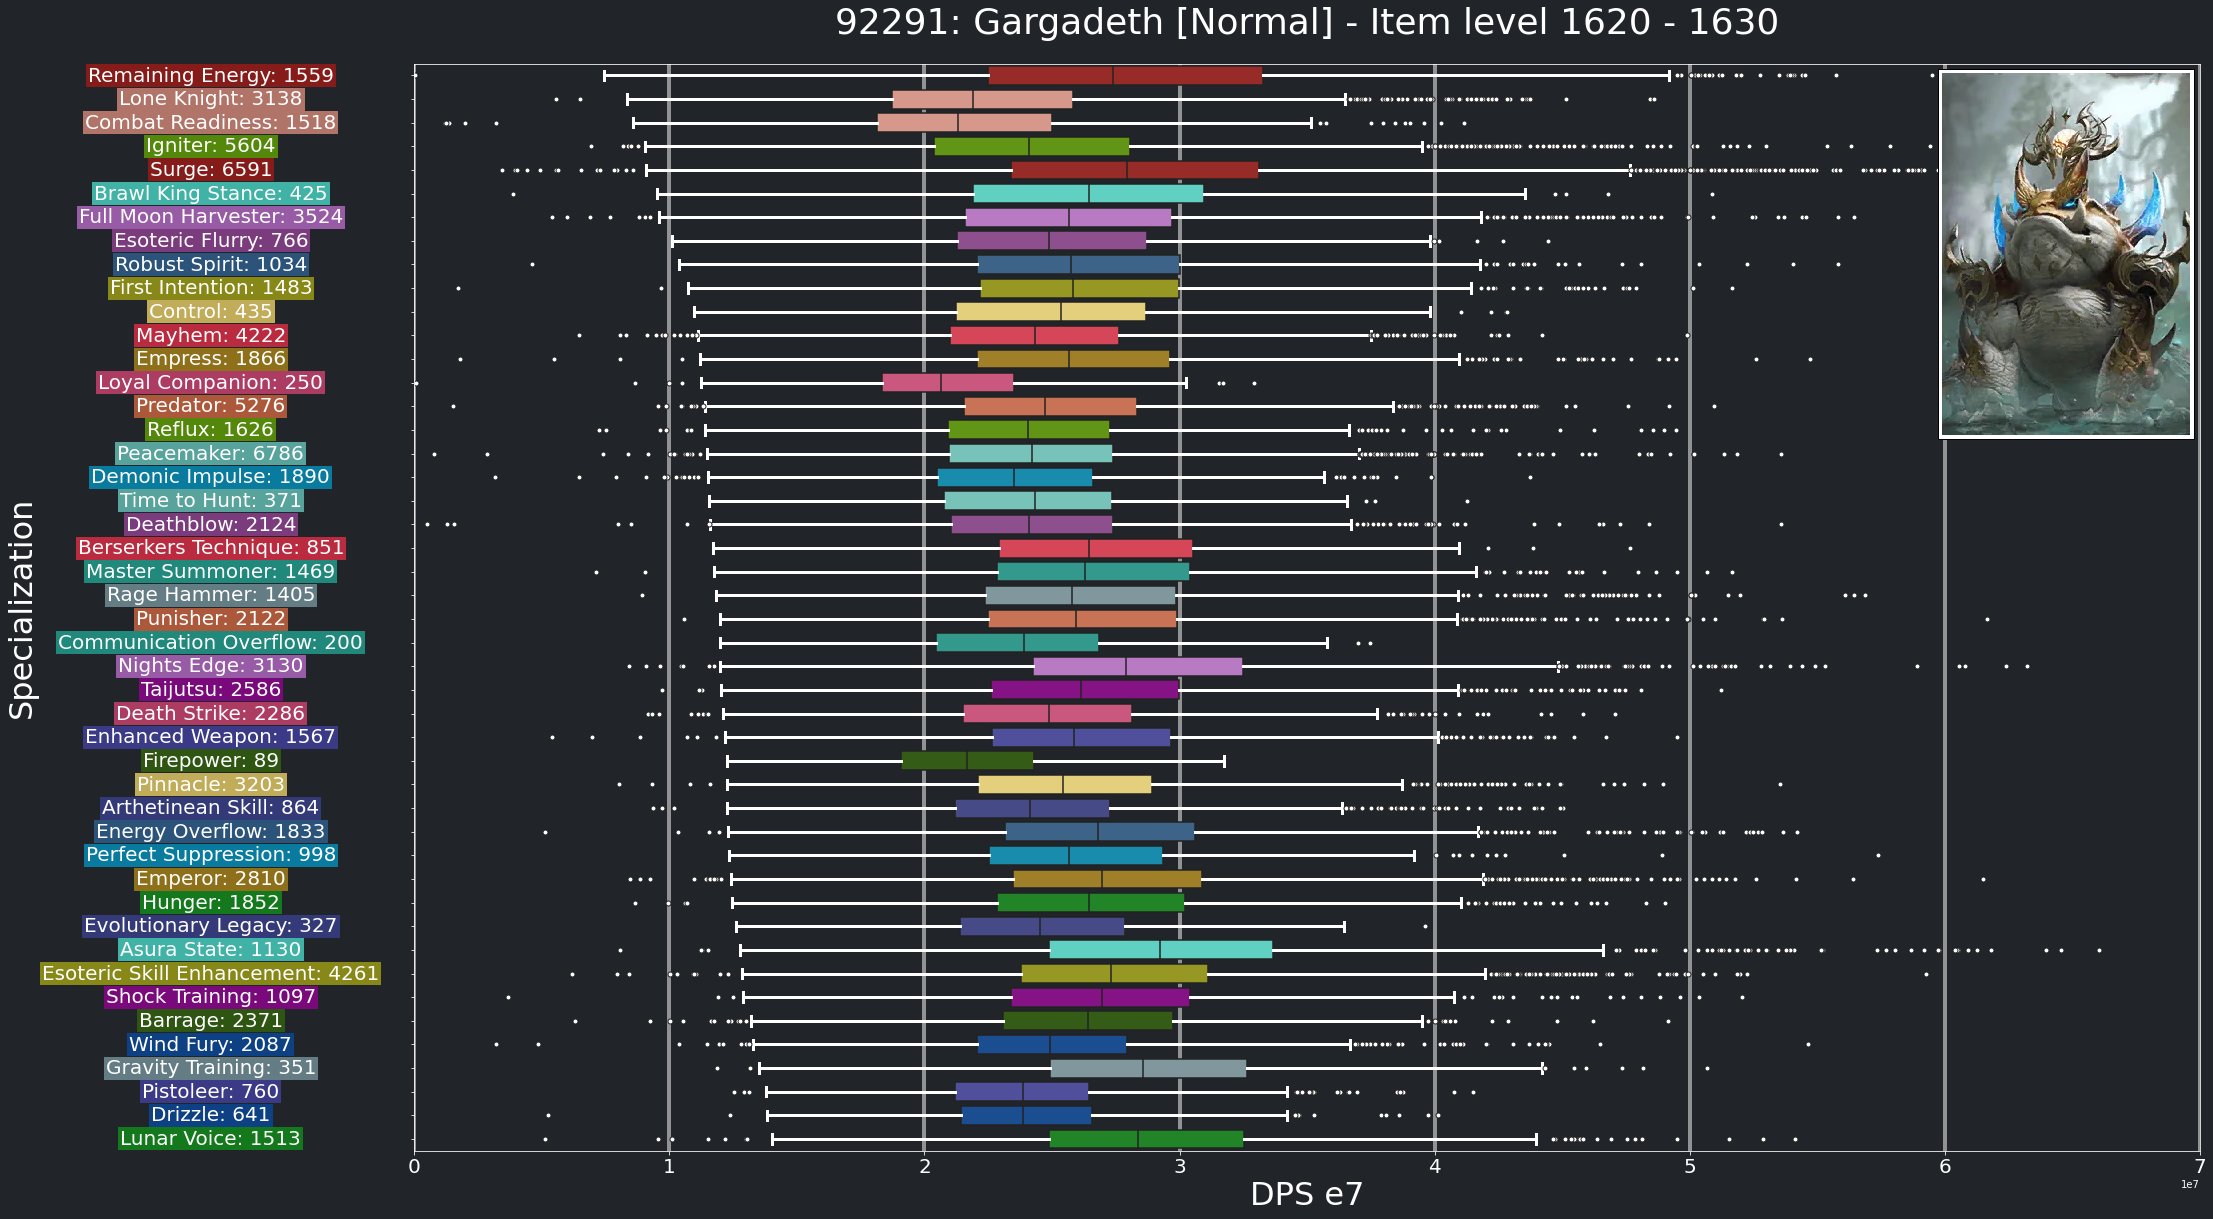 92291: Gargadeth [Normal] - Item level 1620 - 1630
Remaining Energy: 1559
Lone Knight: 3138
Combat Readiness: 1518
Igniter: 5604
Surge: 6591
Brawl King Stance: 425
Full Moon Harvester: 3524
Esoteric Flurry: 766
Robust Spirit: 1034
First Intention: 1483
Control: 435
Mayhem: 4222
Empress: 1866
Loyal Companion: 250
Predator: 5276
Reflux: 1626
Peacemaker: 6786
Demonic Impulse: 1890
Time to Hunt: 371
Deathblow: 2124
Berserkers Technique: 851
Master Summoner: 1469
Rage Hammer: 1405
Punisher: 2122
Communication Overflow: 200
Nights Edge: 3130
Taijutsu: 2586
Death Strike: 2286
Enhanced Weapon: 1567
Firepower: 89
Pinnacle: 3203
Arthetinean Skill: 864
Energy Overflow: 1833
Perfect Suppression: 998
Emperor: 2810
Hunger: 1852
Evolutionary Legacy: 327
Asura State: 1130
Esoteric Skill Enhancement: 4261
Shock Training: 1097
Barrage: 2371
Wind Fury: 2087
Gravity Training: 351
Pistoleer: 760
Drizzle: 641
Lunar Voice: 1513
Specialization
0 1 2 3 4 5 6 7
1e7
DPS e7